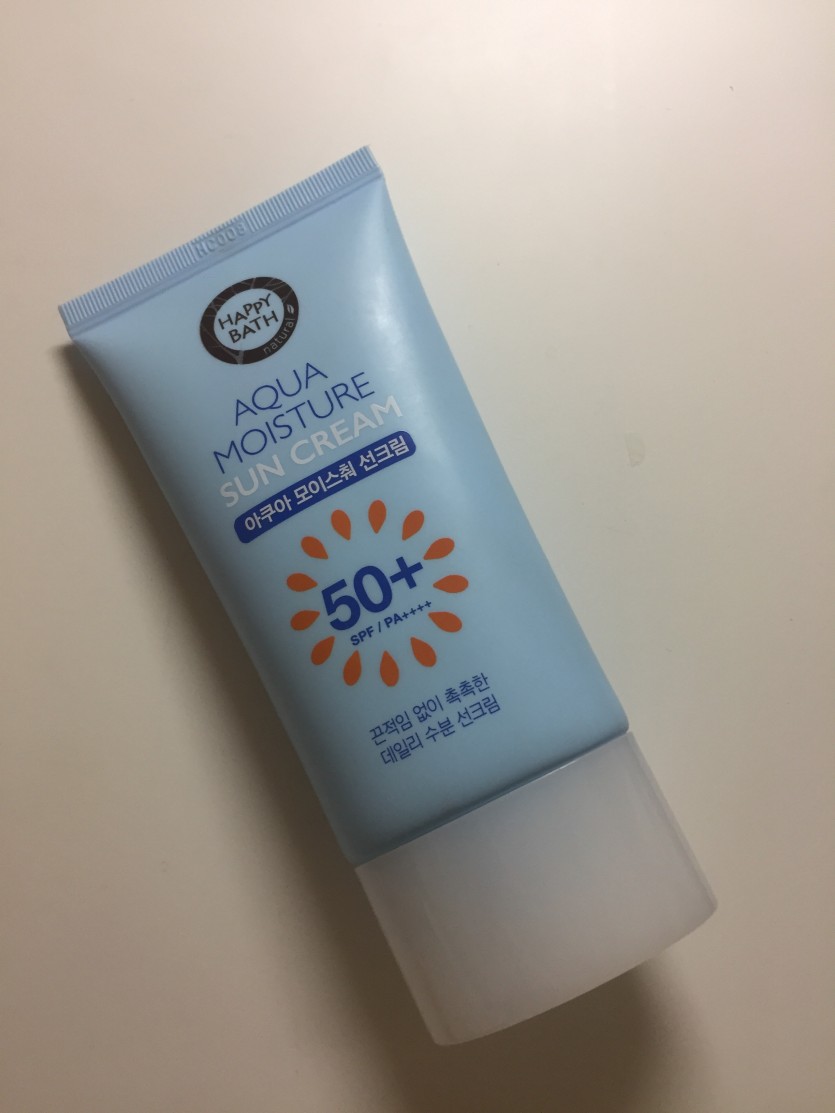 HAPPY
BATH
natural
AQUA
MOISTURE
SUN CREAM
아쿠아 모이스춰 선크림
50+
SPF / PA++++
끈적임 없이 촉촉한
데일리 수분 선크림